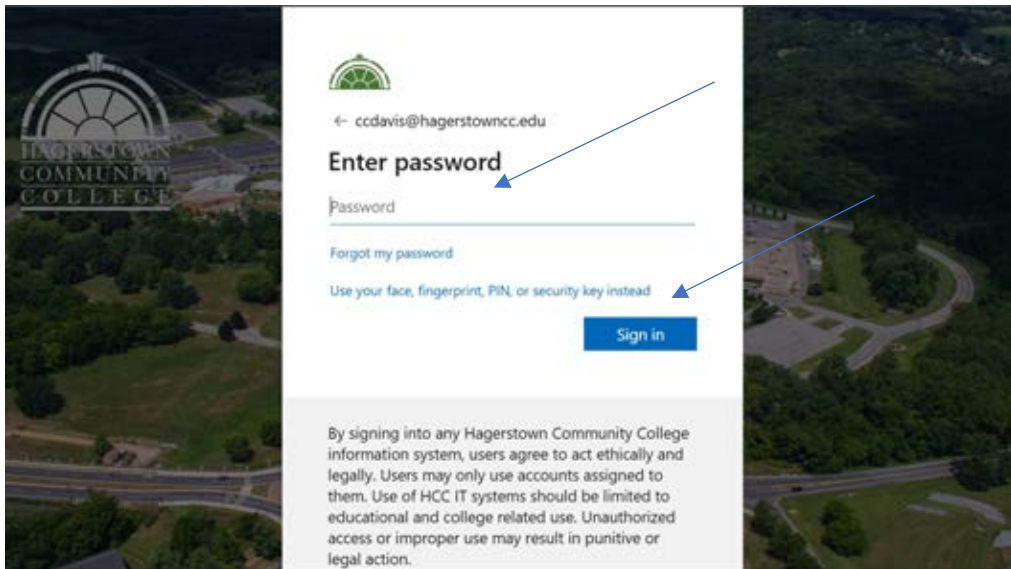 HAGERSTOWN
COMMUNITY
COLLEGE
← ccdavis@hagerstowncc.edu
Enter password
Password
Forgot my password
Use your face, fingerprint, PIN, or security key instead
Sign in
By signing into any Hagerstown Community College
information system, users agree to act ethically and
legally. Users may only use accounts assigned to
them. Use of HCC IT systems should be limited to
educational and college related use. Unauthorized
access or improper use may result in punitive or
legal action.